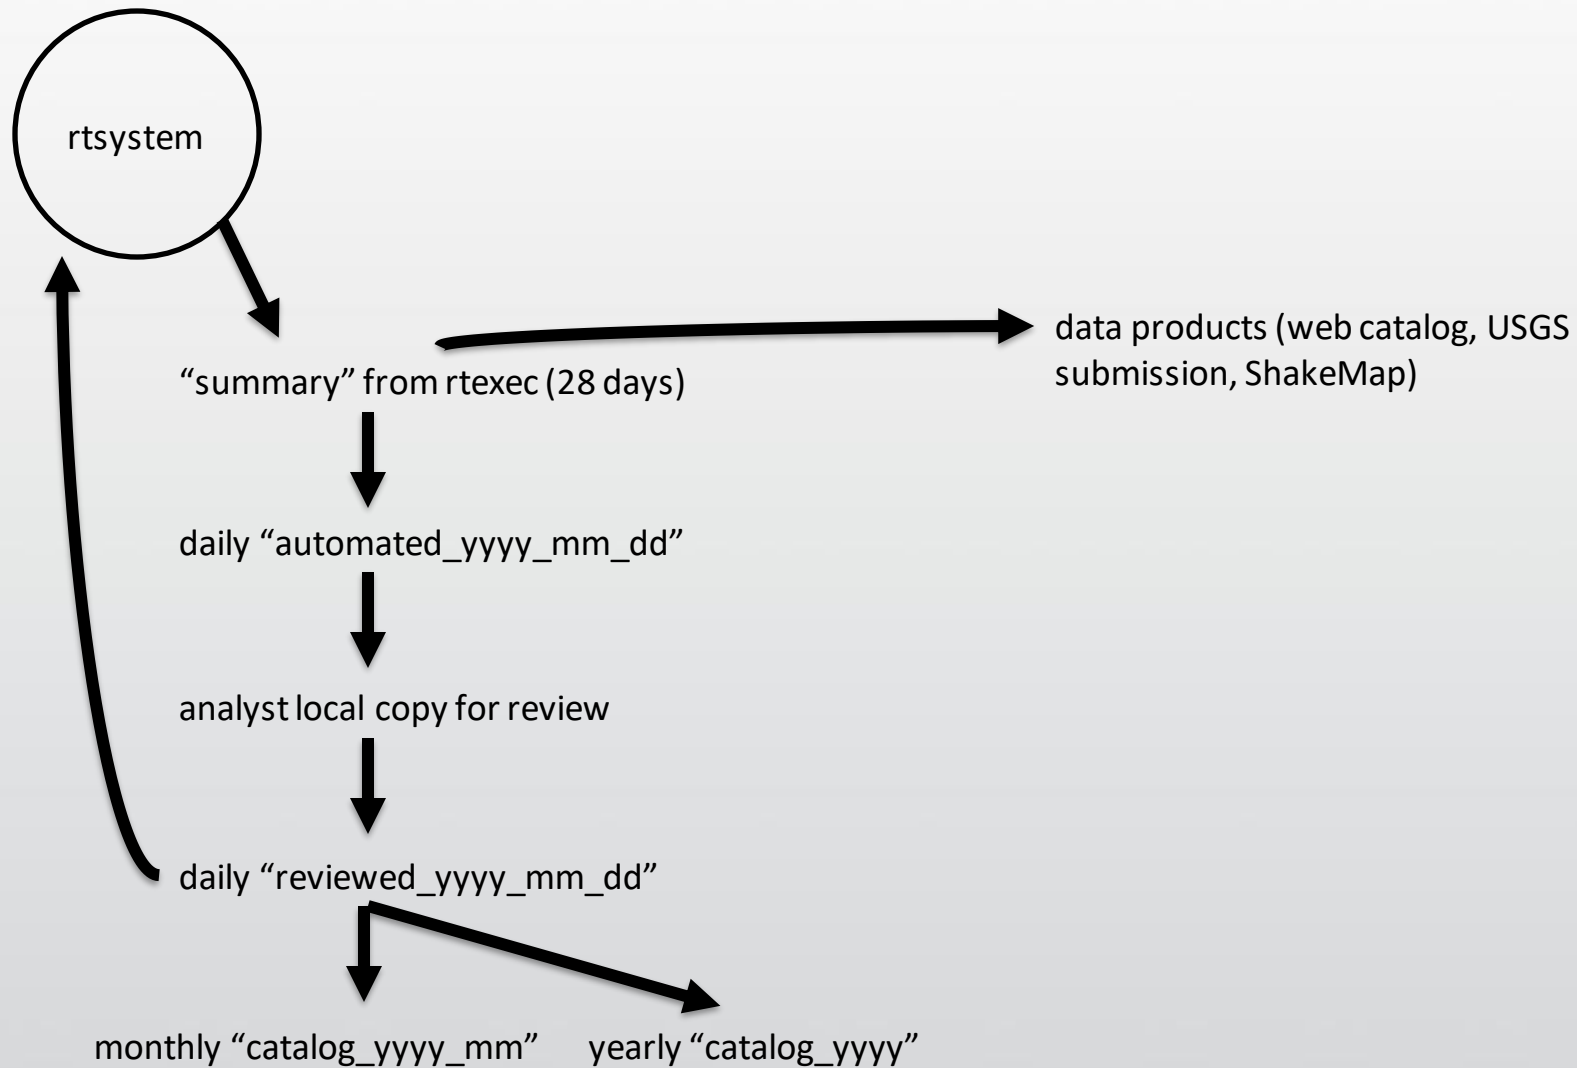 rtsystem
data products (web catalog, USGS
submission, ShakeMap)
“summary” from rtexec (28 days)
daily “automated_yyyy_mm_dd”
analyst local copy for review
daily “reviewed_yyyy_mm_dd”
monthly “catalog_yyyy_mm”
yearly “catalog_yyyy”